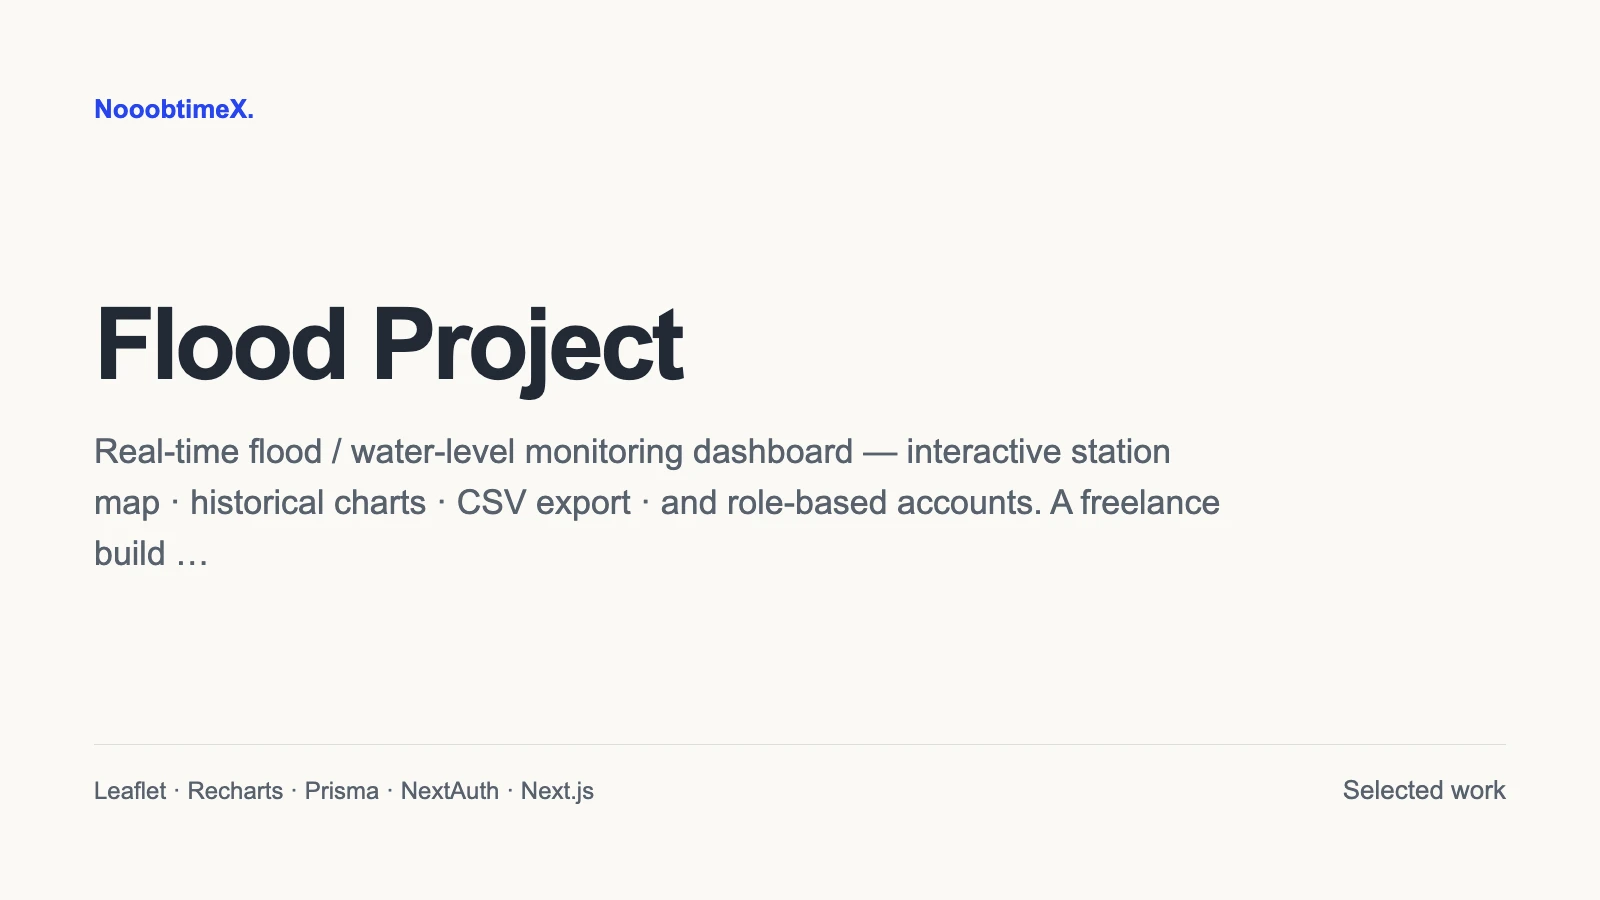 NooobtimeX.
Flood Project
Real-time flood / water-level monitoring dashboard — interactive station
map · historical charts · CSV export · and role-based accounts. A freelance
build …
Leaflet · Recharts · Prisma · NextAuth · Next.js
Selected work